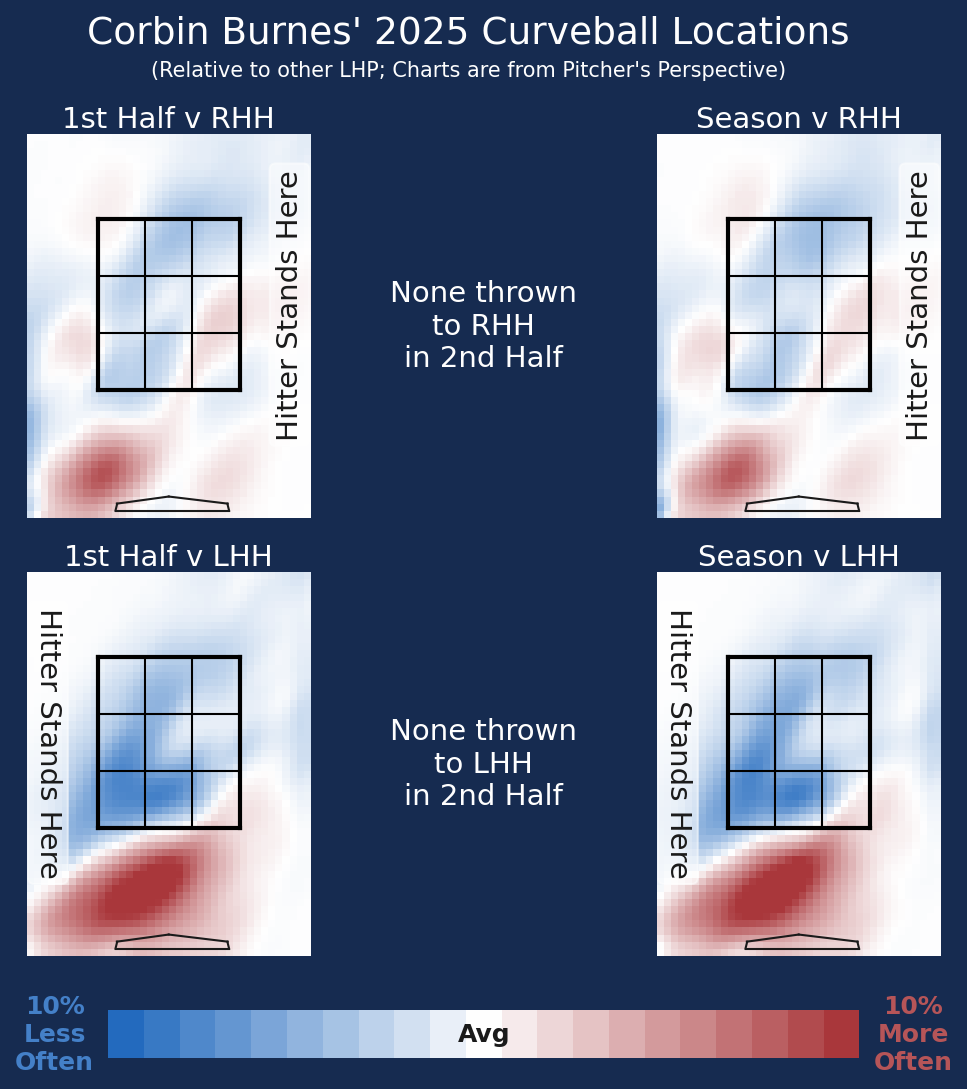 Corbin Burnes' 2025 Curveball Locations
(Relative to other LHP; Charts are from Pitcher's Perspective)
1st Half v RHH
Season v RHH
Hitter Stands Here
None thrown
to RHH
in 2nd Half
Hitter Stands Here
1st Half v LHH
Season v LHH
Hitter Stands Here
None thrown
to LHH
in 2nd Half
Hitter Stands Here
10%
Less
Often
Avg
10%
More
Often